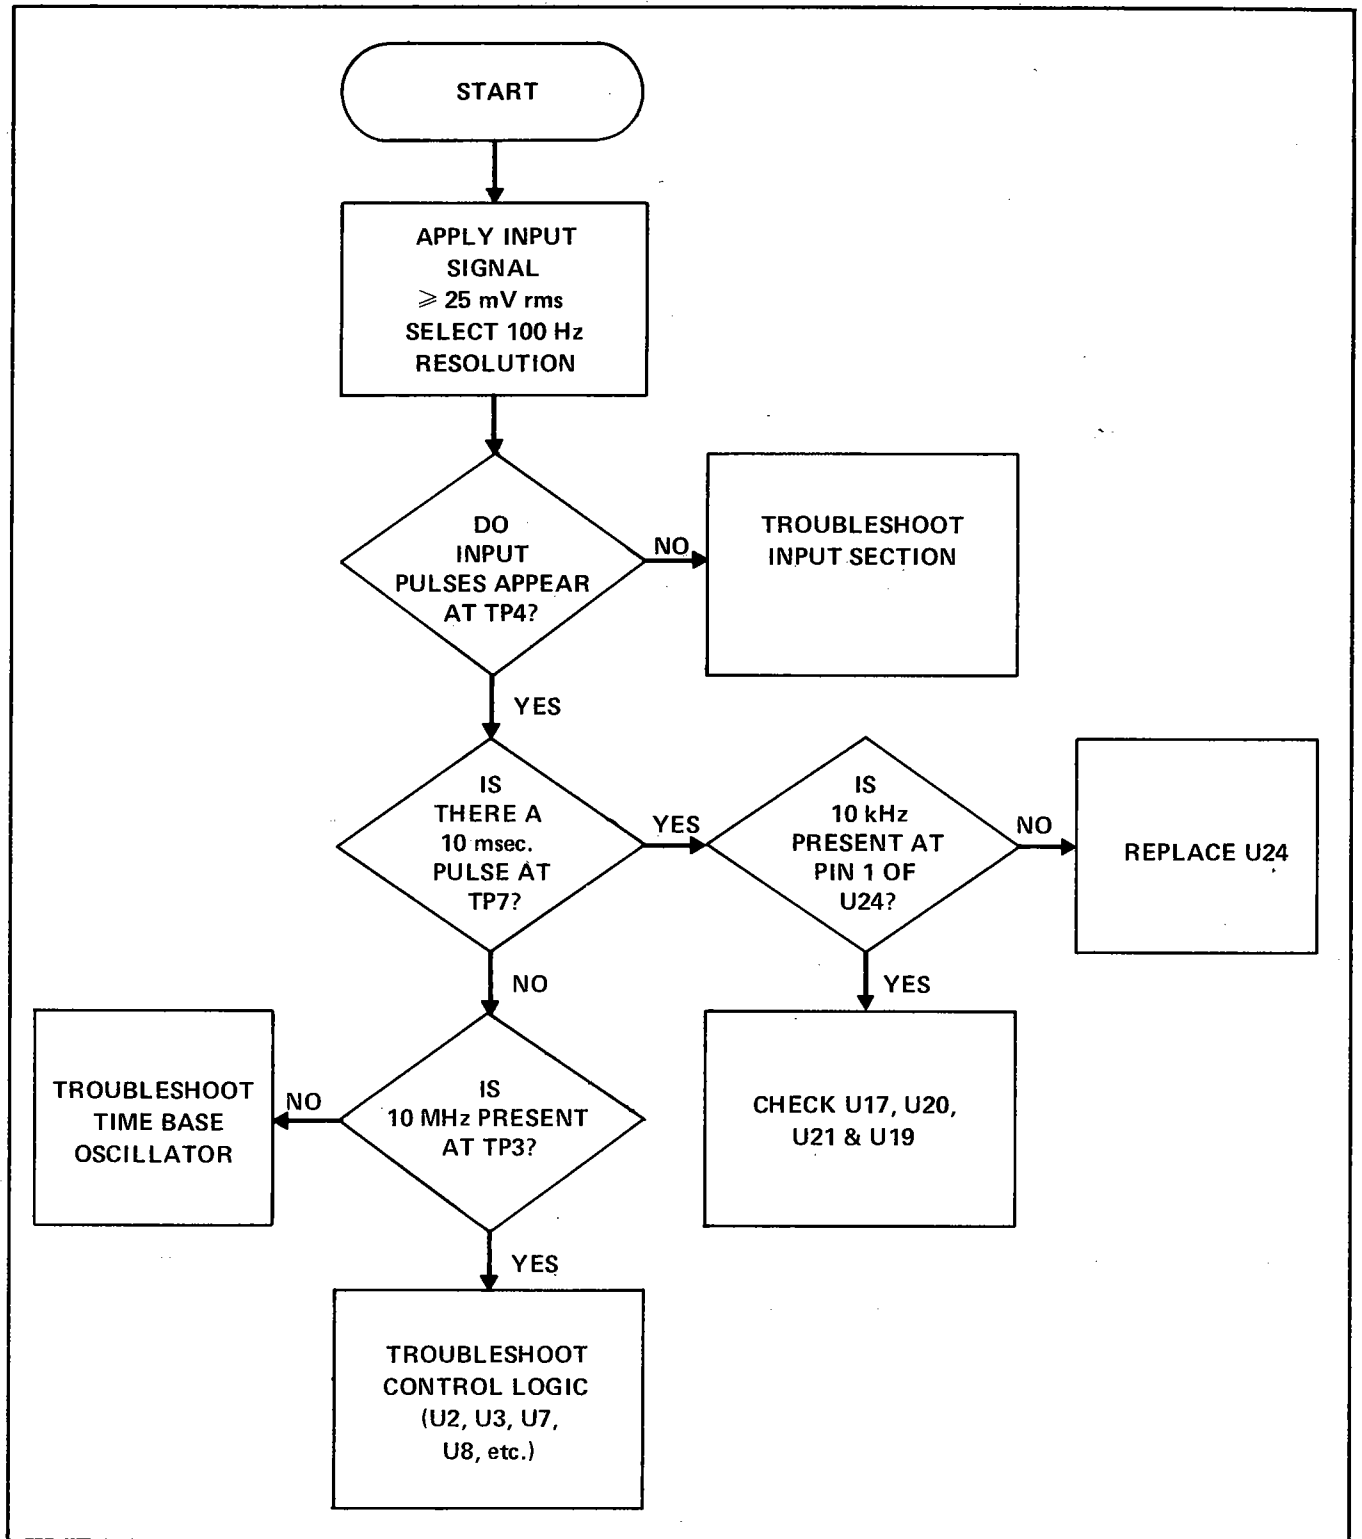 START
APPLY INPUT
SIGNAL
⩾ 25 mV rms
SELECT 100 Hz
RESOLUTION
DO
INPUT
PULSES APPEAR
AT TP4?
NO
TROUBLESHOOT
INPUT SECTION
YES
IS
THERE A
10 msec.
PULSE AT
TP7?
YES
IS
10 kHz
PRESENT AT
PIN 1 OF
U24?
NO
REPLACE U24
NO
YES
IS
10 MHz PRESENT
AT TP3?
NO
TROUBLESHOOT
TIME BASE
OSCILLATOR
CHECK U17, U20,
U21 & U19
YES
TROUBLESHOOT
CONTROL LOGIC
(U2, U3, U7,
U8, etc.)